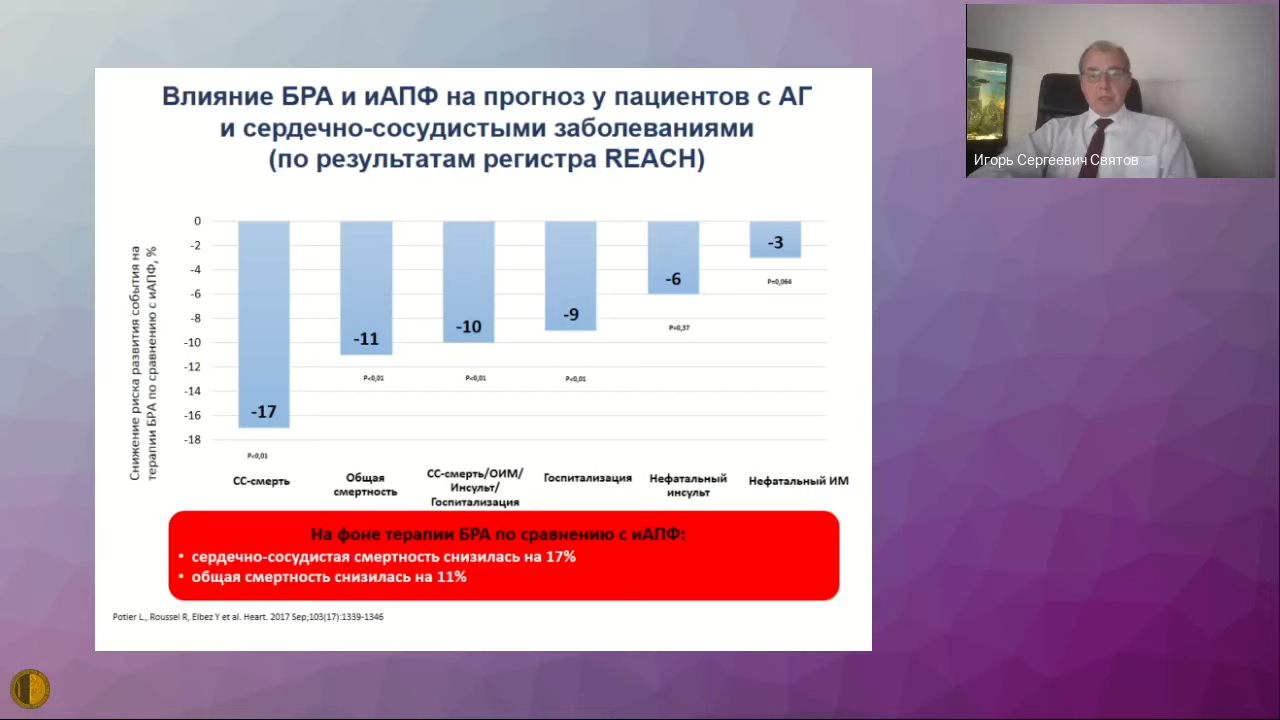 Влияние БРА и иАПФ на прогноз у пациентов с АГ
и сердечно-сосудистыми заболеваниями
(по результатам регистра REACH)
Игорь Сергеевич Святов
Снижение риска развития события на
терапии БРА по сравнению с иАПФ, %
0
-2
-4
-6
-8
-10
-12
-14
-16
-18
-17
-11
-10
-9
-6
-3
P<0,01
P<0,01
P<0,01
P<0,01
P=0,37
P=0,064
СС-смерть
Общая
смертность
СС-смерть/ОИМ/
Инсульт/
Госпитализация
Госпитализация
Нефатальный
инсульт
Нефатальный ИМ
На фоне терапии БРА по сравнению с иАПФ:
• сердечно-сосудистая смертность снизилась на 17%
• общая смертность снизилась на 11%
Potier L., Roussel R, Elbez Y et al. Heart. 2017 Sep;103(17):1339-1346